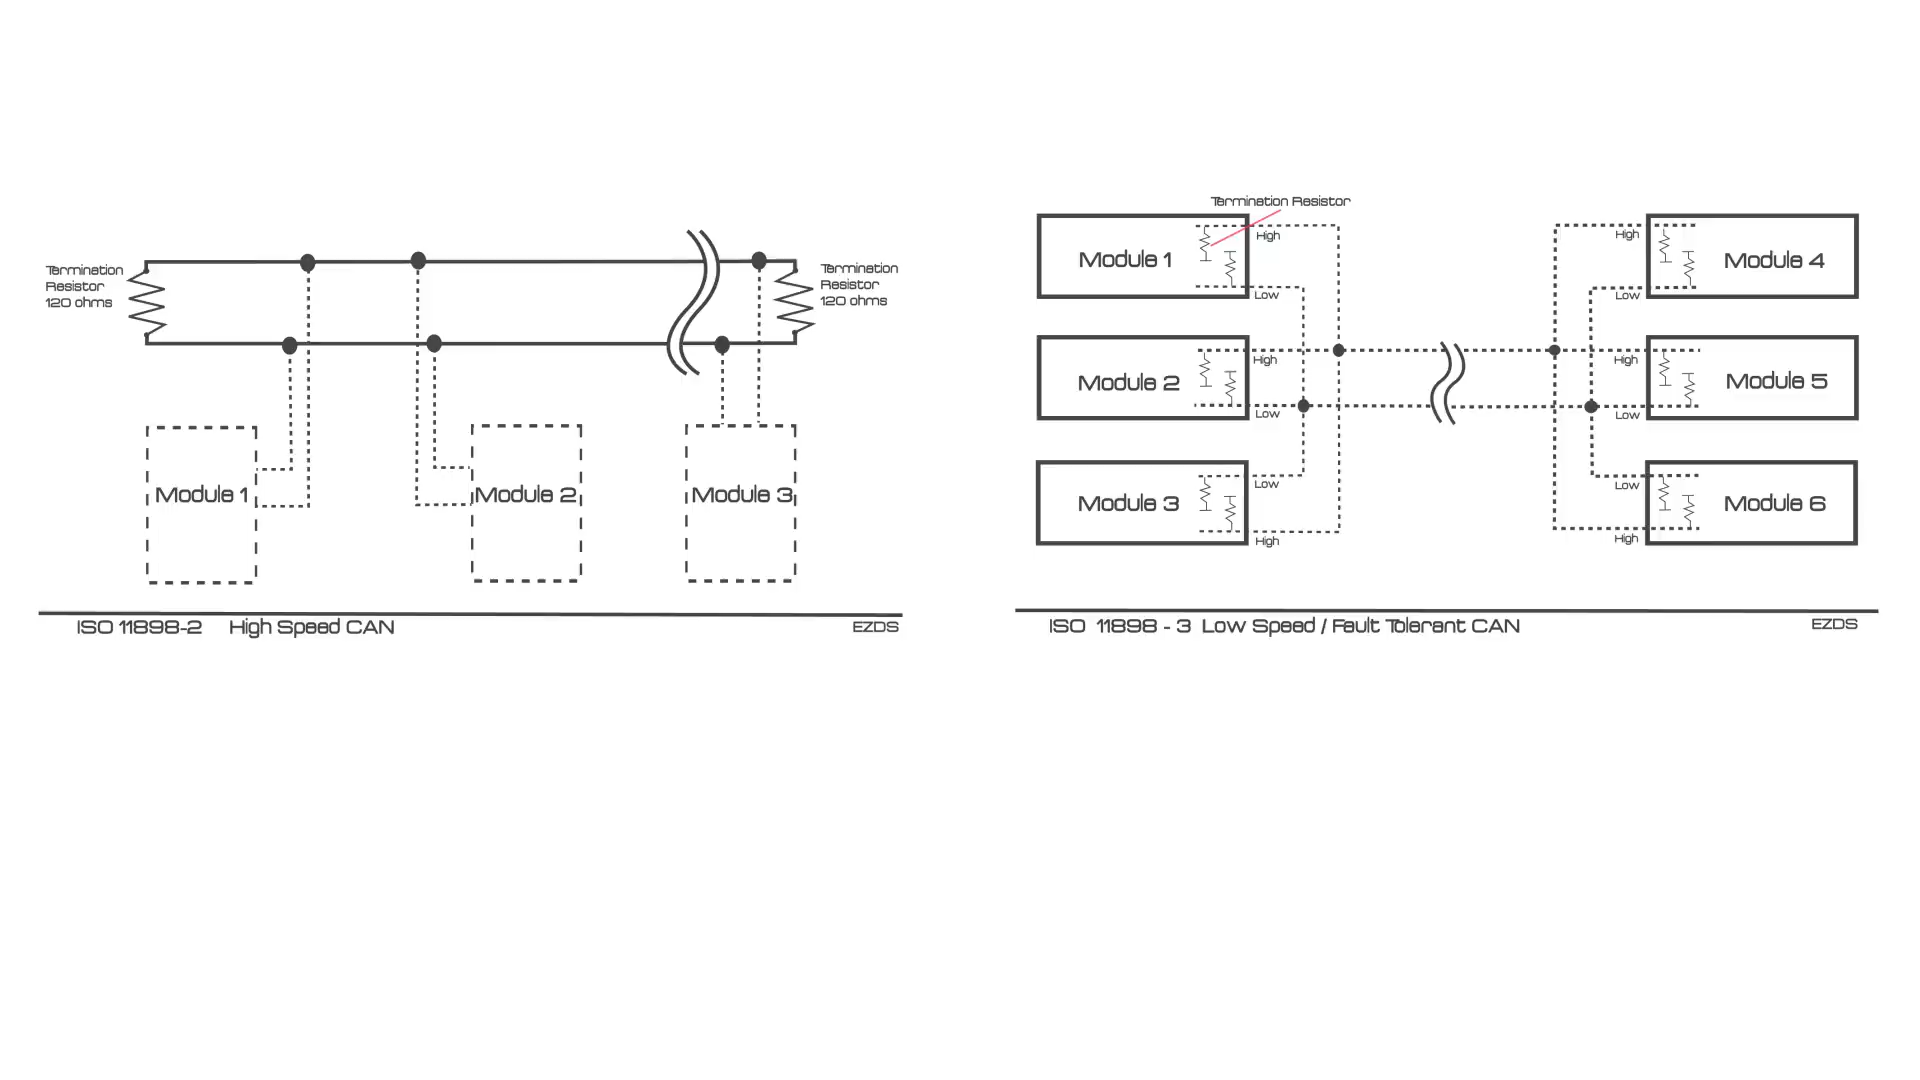 Termination
Resistor
120 ohms
Termination
Resistor
120 ohms
Module 1
Module 2
Module 3
ISO 11898-2 High Speed CAN
EZDS
Termination Resistor
Module 1
High
Low
Module 2
High
Low
Module 3
Low
High
High
Module 4
Low
High
Module 5
Low
Low
Module 6
High
ISO 11898 - 3 Low Speed / Fault Tolerant CAN
EZDS